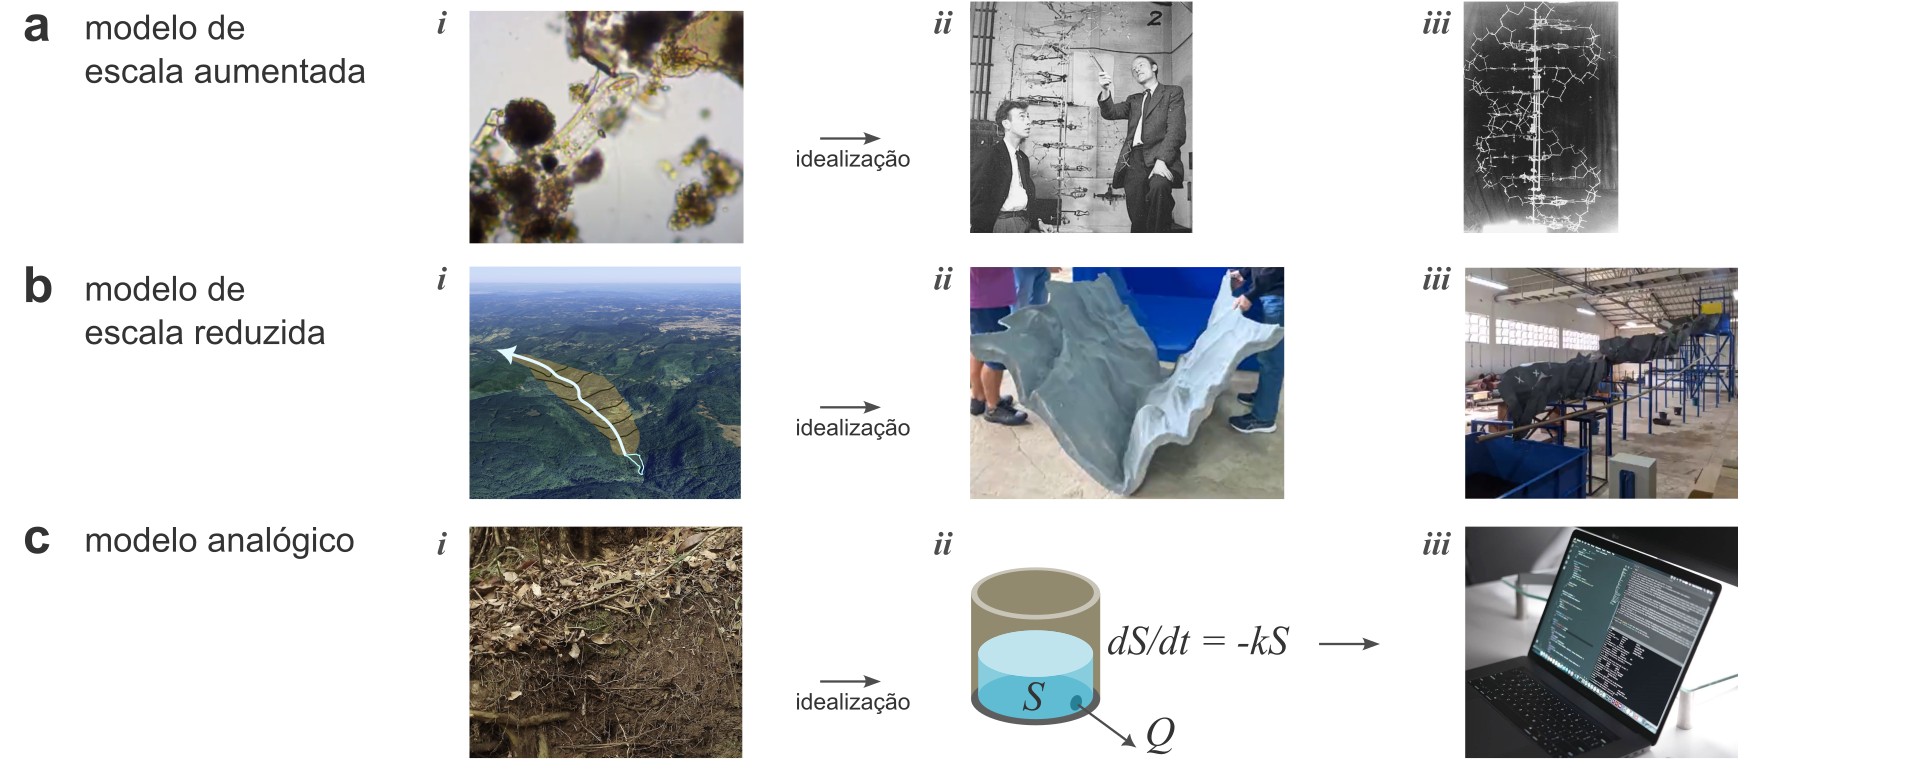 a modelo de
escala aumentada
i
idealização
ii
2
iii
b modelo de
escala reduzida
i
idealização
ii
iii
c modelo analógico
i
idealização
ii
S
dS/dt = -kS
Q
iii